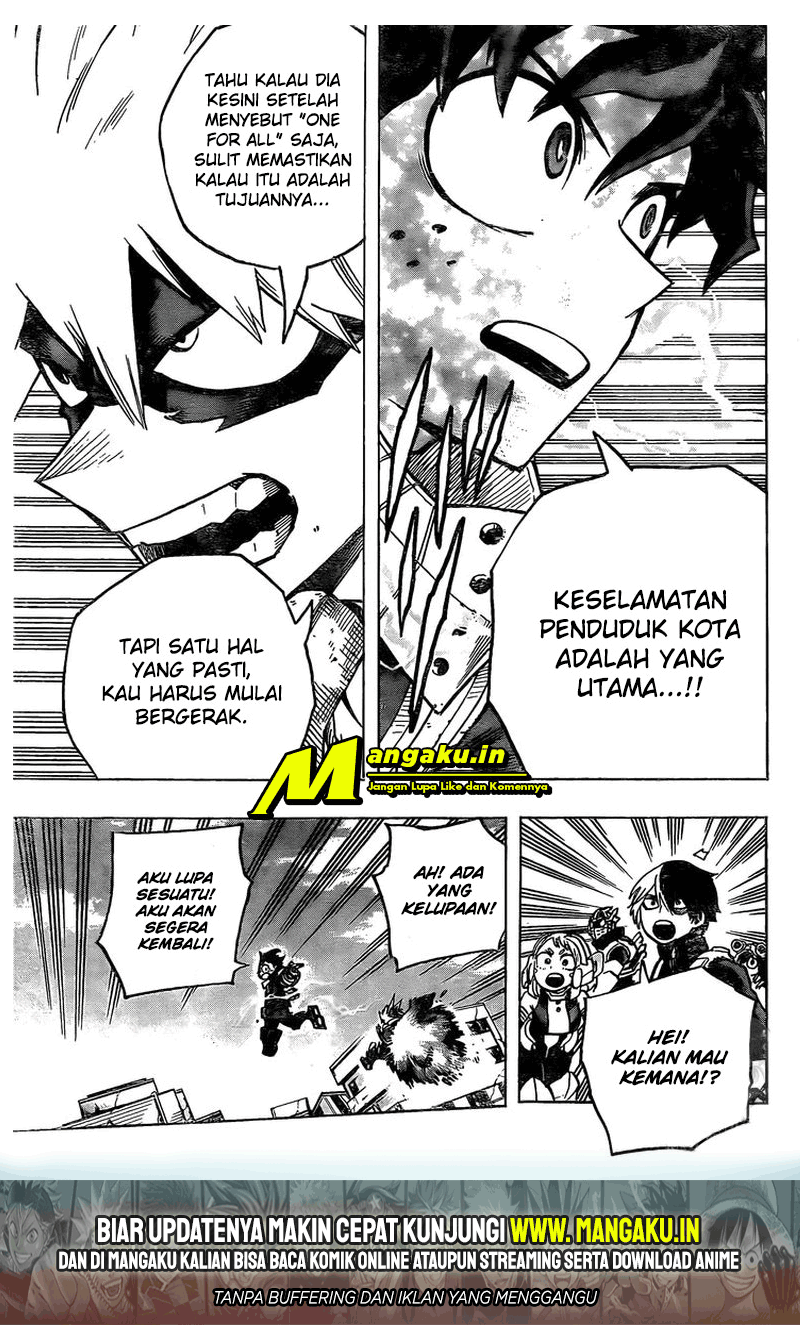 KESELAMATAN
PENDUDUK KOTA
ADALAH YANG
UTAMA...!!
TAHU KALAU DIA
KESINI SETELAH
MENYEBUT "ONE
FOR ALL" SAJA,
SULIT MEMASTIKAN
KALAU ITU ADALAH
TUJUANNYA...
TAPI SATU HAL
YANG PASTI,
KAU HARUS MULAI
BERGERAK.
Mangaku.in
Jangan Lupa Like dan Komennya
HEI!
KALIAN MAU
KEMANA!?
AH! ADA
YANG
KELUPAAN!
AKU LUPA
SESUATU!
AKU AKAN
SEGERA
KEMBALI!
BIAR UPDATENYA MAKIN CEPAT KUNJUNGI WWW. MANGAKU.IN
DAN DI MANGAKU KALIAN BISA BACA KOMIK ONLINE ATAUPUN STREAMING SERTA DOWNLOAD ANIME
TANPA BUFFERING DAN IKLAN YANG MENGGANGU